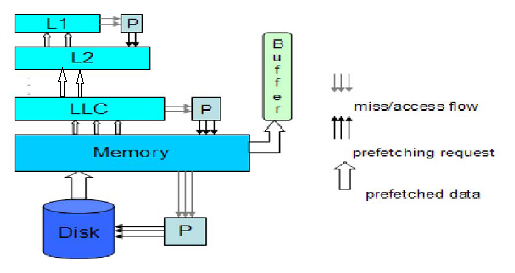 L1
P
L2
LLC
P
Memory
Buffer
Disk
P
miss/access flow
prefetching request
prefetched data